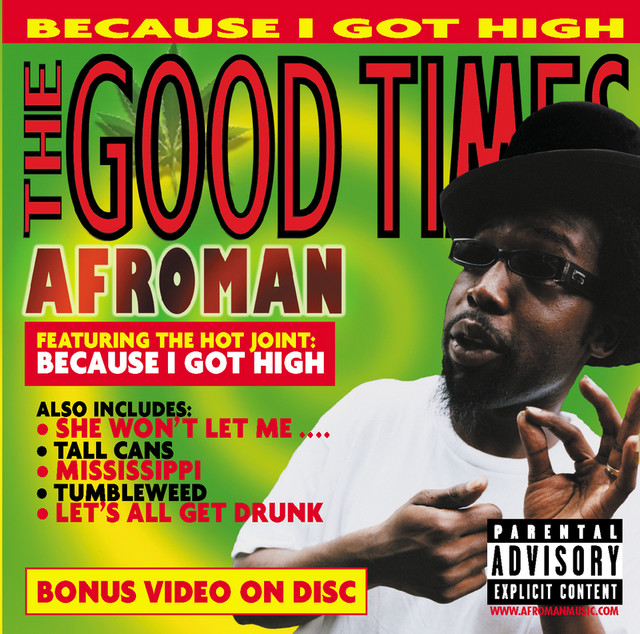 BECAUSE I GOT HIGH
THE GOOD TIMES
AFROMAN
FEATURING THE HOT JOINT:
BECAUSE I GOT HIGH
ALSO INCLUDES:
• SHE WON'T LET ME ....
• TALL CANS
• MISSISSIPPI
• TUMBLEWEED
• LET'S ALL GET DRUNK
BONUS VIDEO ON DISC
PARENTAL
ADVISORY
EXPLICIT CONTENT
WWW.AFROMANMUSIC.COM